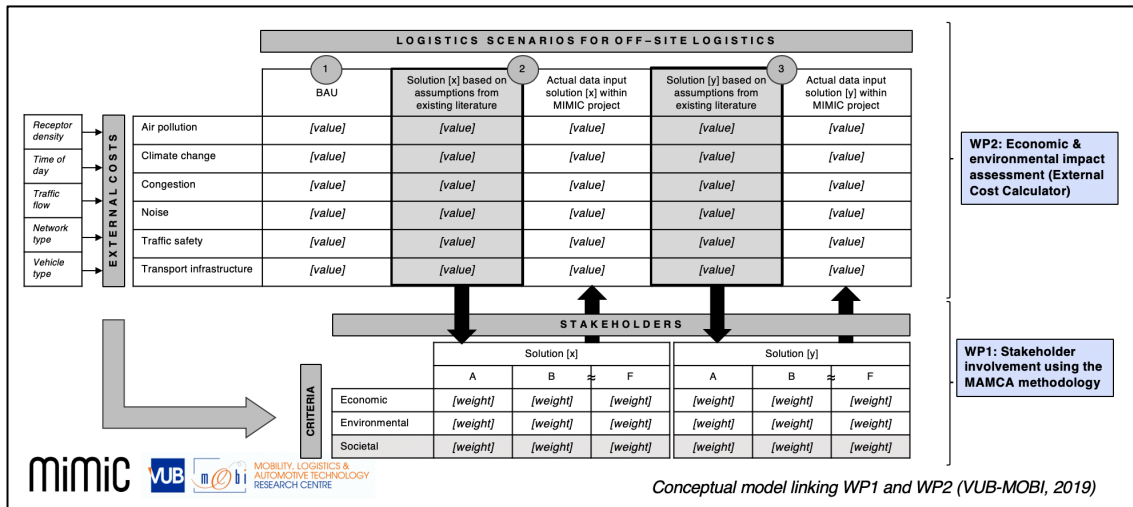 LOGISTICS SCENARIOS FOR OFF–SITE LOGISTICS
1
BAU
Solution [x] based on
assumptions from
existing literature
2
Actual data input
solution [x] within
MIMIC project
Solution [y] based on
assumptions from
existing literature
3
Actual data input
solution [y] within
MIMIC project
Receptor
density
Time of
day
Traffic
flow
Network
type
Vehicle
type
EXTERNAL COSTS
Air pollution [value] [value] [value] [value] [value]
Climate change [value] [value] [value] [value] [value]
Congestion [value] [value] [value] [value] [value]
Noise [value] [value] [value] [value] [value]
Traffic safety [value] [value] [value] [value] [value]
Transport infrastructure [value] [value] [value] [value] [value]
WP2: Economic &
environmental impact
assessment (External
Cost Calculator)
STAKEHOLDERS
Solution [x] Solution [y]
A B ≈ F A B ≈ F
CRITERIA
Economic [weight] [weight] [weight] [weight] [weight] [weight]
Environmental [weight] [weight] [weight] [weight] [weight] [weight]
Societal [weight] [weight] [weight] [weight] [weight] [weight]
WP1: Stakeholder
involvement using the
MAMCA methodology
mimic
VUB
mobi
MOBILITY, LOGISTICS &
AUTOMOTIVE TECHNOLOGY
RESEARCH CENTRE
Conceptual model linking WP1 and WP2 (VUB-MOBI, 2019)